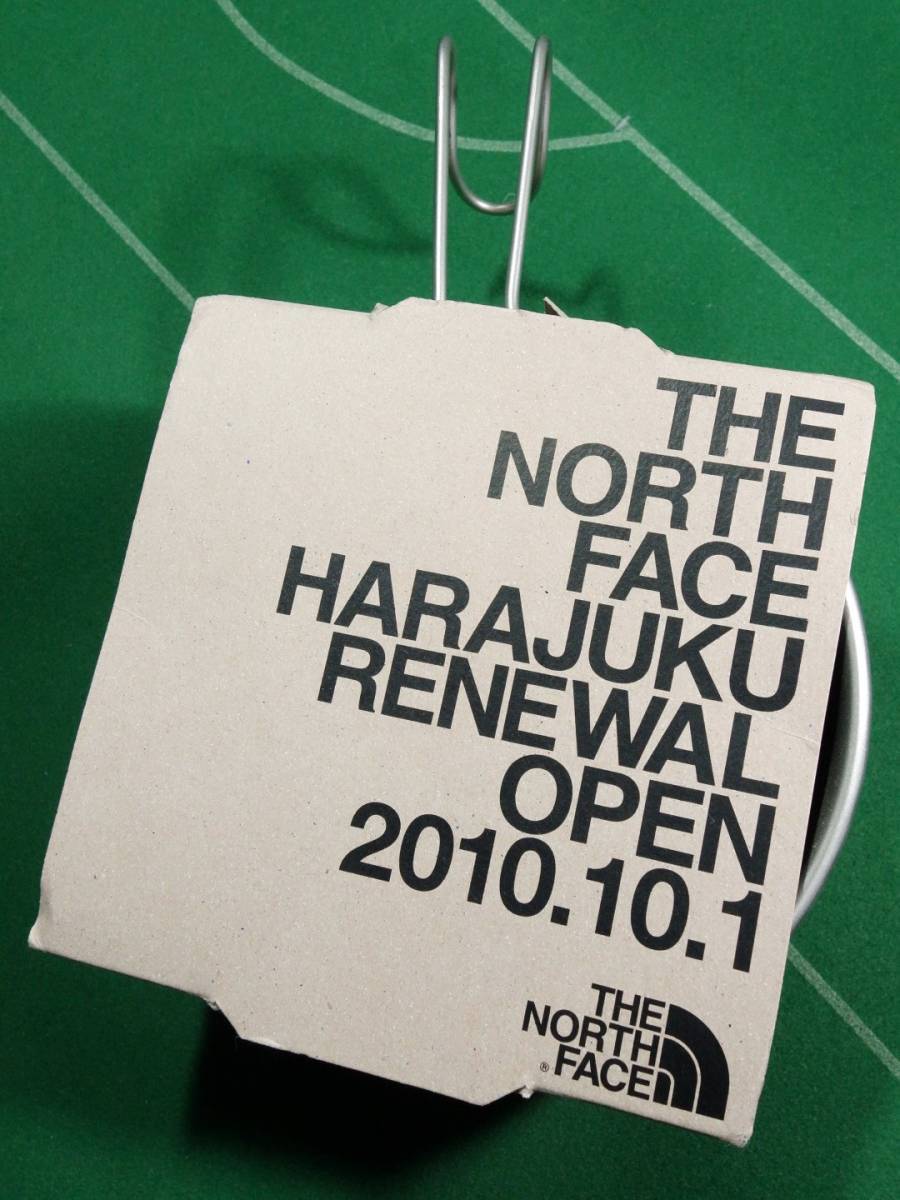 THE
NORTH
FACE
HARAJUKU
RENEWAL
OPEN
2010.10.1
THE
NORTH
® FACE